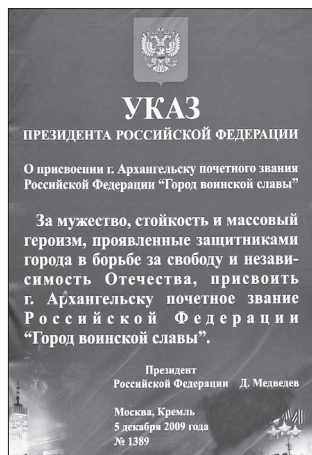 УКАЗ
ПРЕЗИДЕНТА РОССИЙСКОЙ ФЕДЕРАЦИИ
О присвоении г. Архангельску почетного звания
Российской Федерации “Город воинской славы”
За мужество, стойкость и массовый
героизм, проявленные защитниками
города в борьбе за свободу и незави-
симость Отечества, присвоить
г. Архангельску почетное звание
Российской Федерации
“Город воинской славы”.
Президент
Российской Федерации Д. Медведев
Москва, Кремль
5 декабря 2009 года
№ 1389